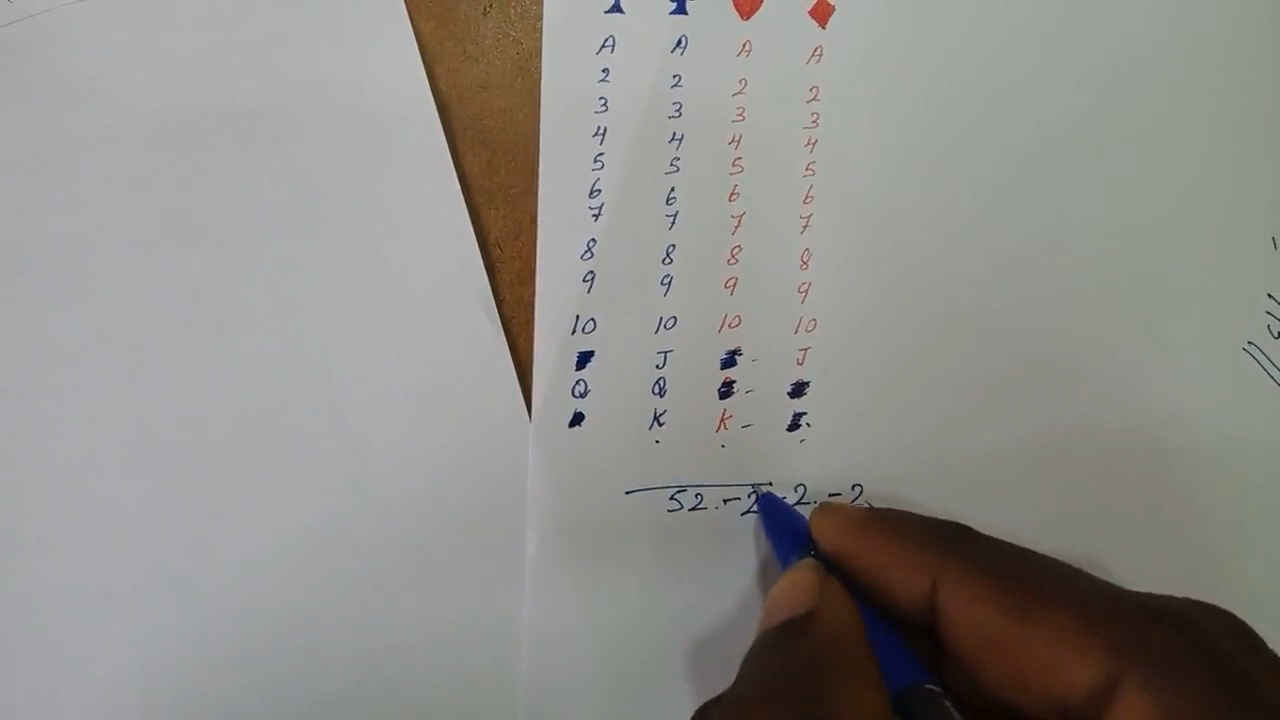 A A A A
2 2 2 2
3 3 3 3
4 4 4 4
5 5 5 5
6 6 6 6
7 7 7 7
8 8 8 8
9 9 9 9
10 10 10 10
J J
Q Q
K K -
52.-2 -2.-2